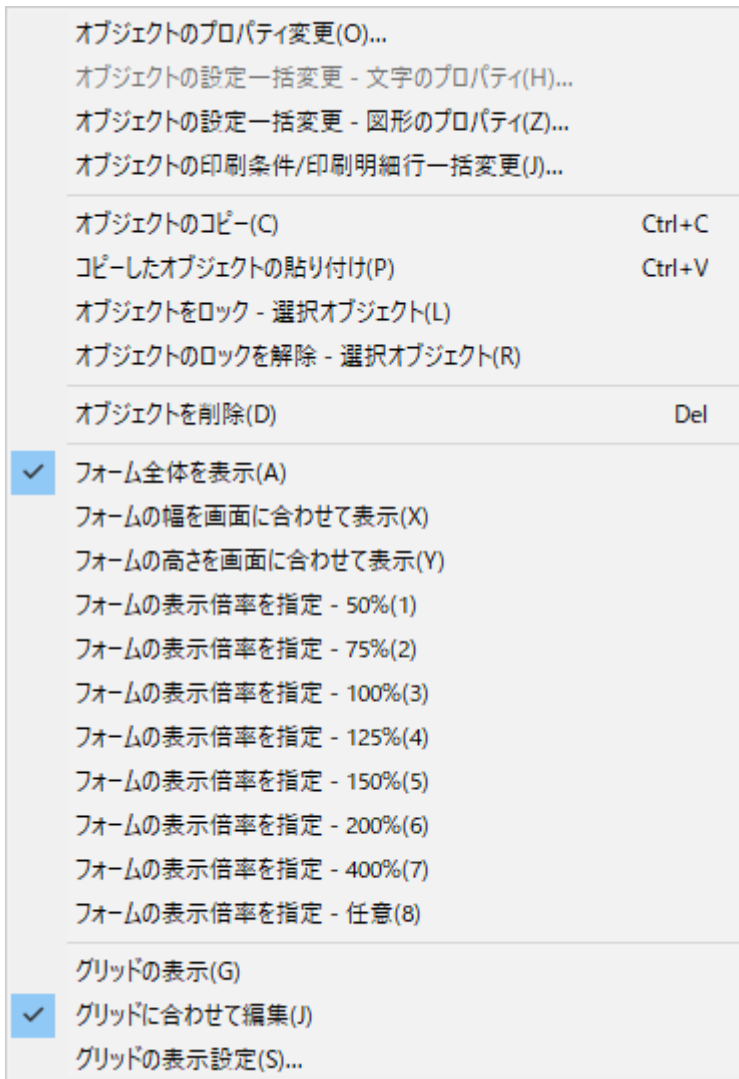 オブジェクトのプロパティ変更(O)...
オブジェクトの設定一括変更 - 文字のプロパティ(H)...
オブジェクトの設定一括変更 - 図形のプロパティ(Z)...
オブジェクトの印刷条件/印刷明細行一括変更(J)...
オブジェクトのコピー(C) Ctrl+C
コピーしたオブジェクトの貼り付け(P) Ctrl+V
オブジェクトをロック - 選択オブジェクト(L)
オブジェクトのロックを解除 - 選択オブジェクト(R)
オブジェクトを削除(D) Del
フォーム全体を表示(A)
フォームの幅を画面に合わせて表示(X)
フォームの高さを画面に合わせて表示(Y)
フォームの表示倍率を指定 - 50%(1)
フォームの表示倍率を指定 - 75%(2)
フォームの表示倍率を指定 - 100%(3)
フォームの表示倍率を指定 - 125%(4)
フォームの表示倍率を指定 - 150%(5)
フォームの表示倍率を指定 - 200%(6)
フォームの表示倍率を指定 - 400%(7)
フォームの表示倍率を指定 - 任意(8)
グリッドの表示(G)
グリッドに合わせて編集(J)
グリッドの表示設定(S)...